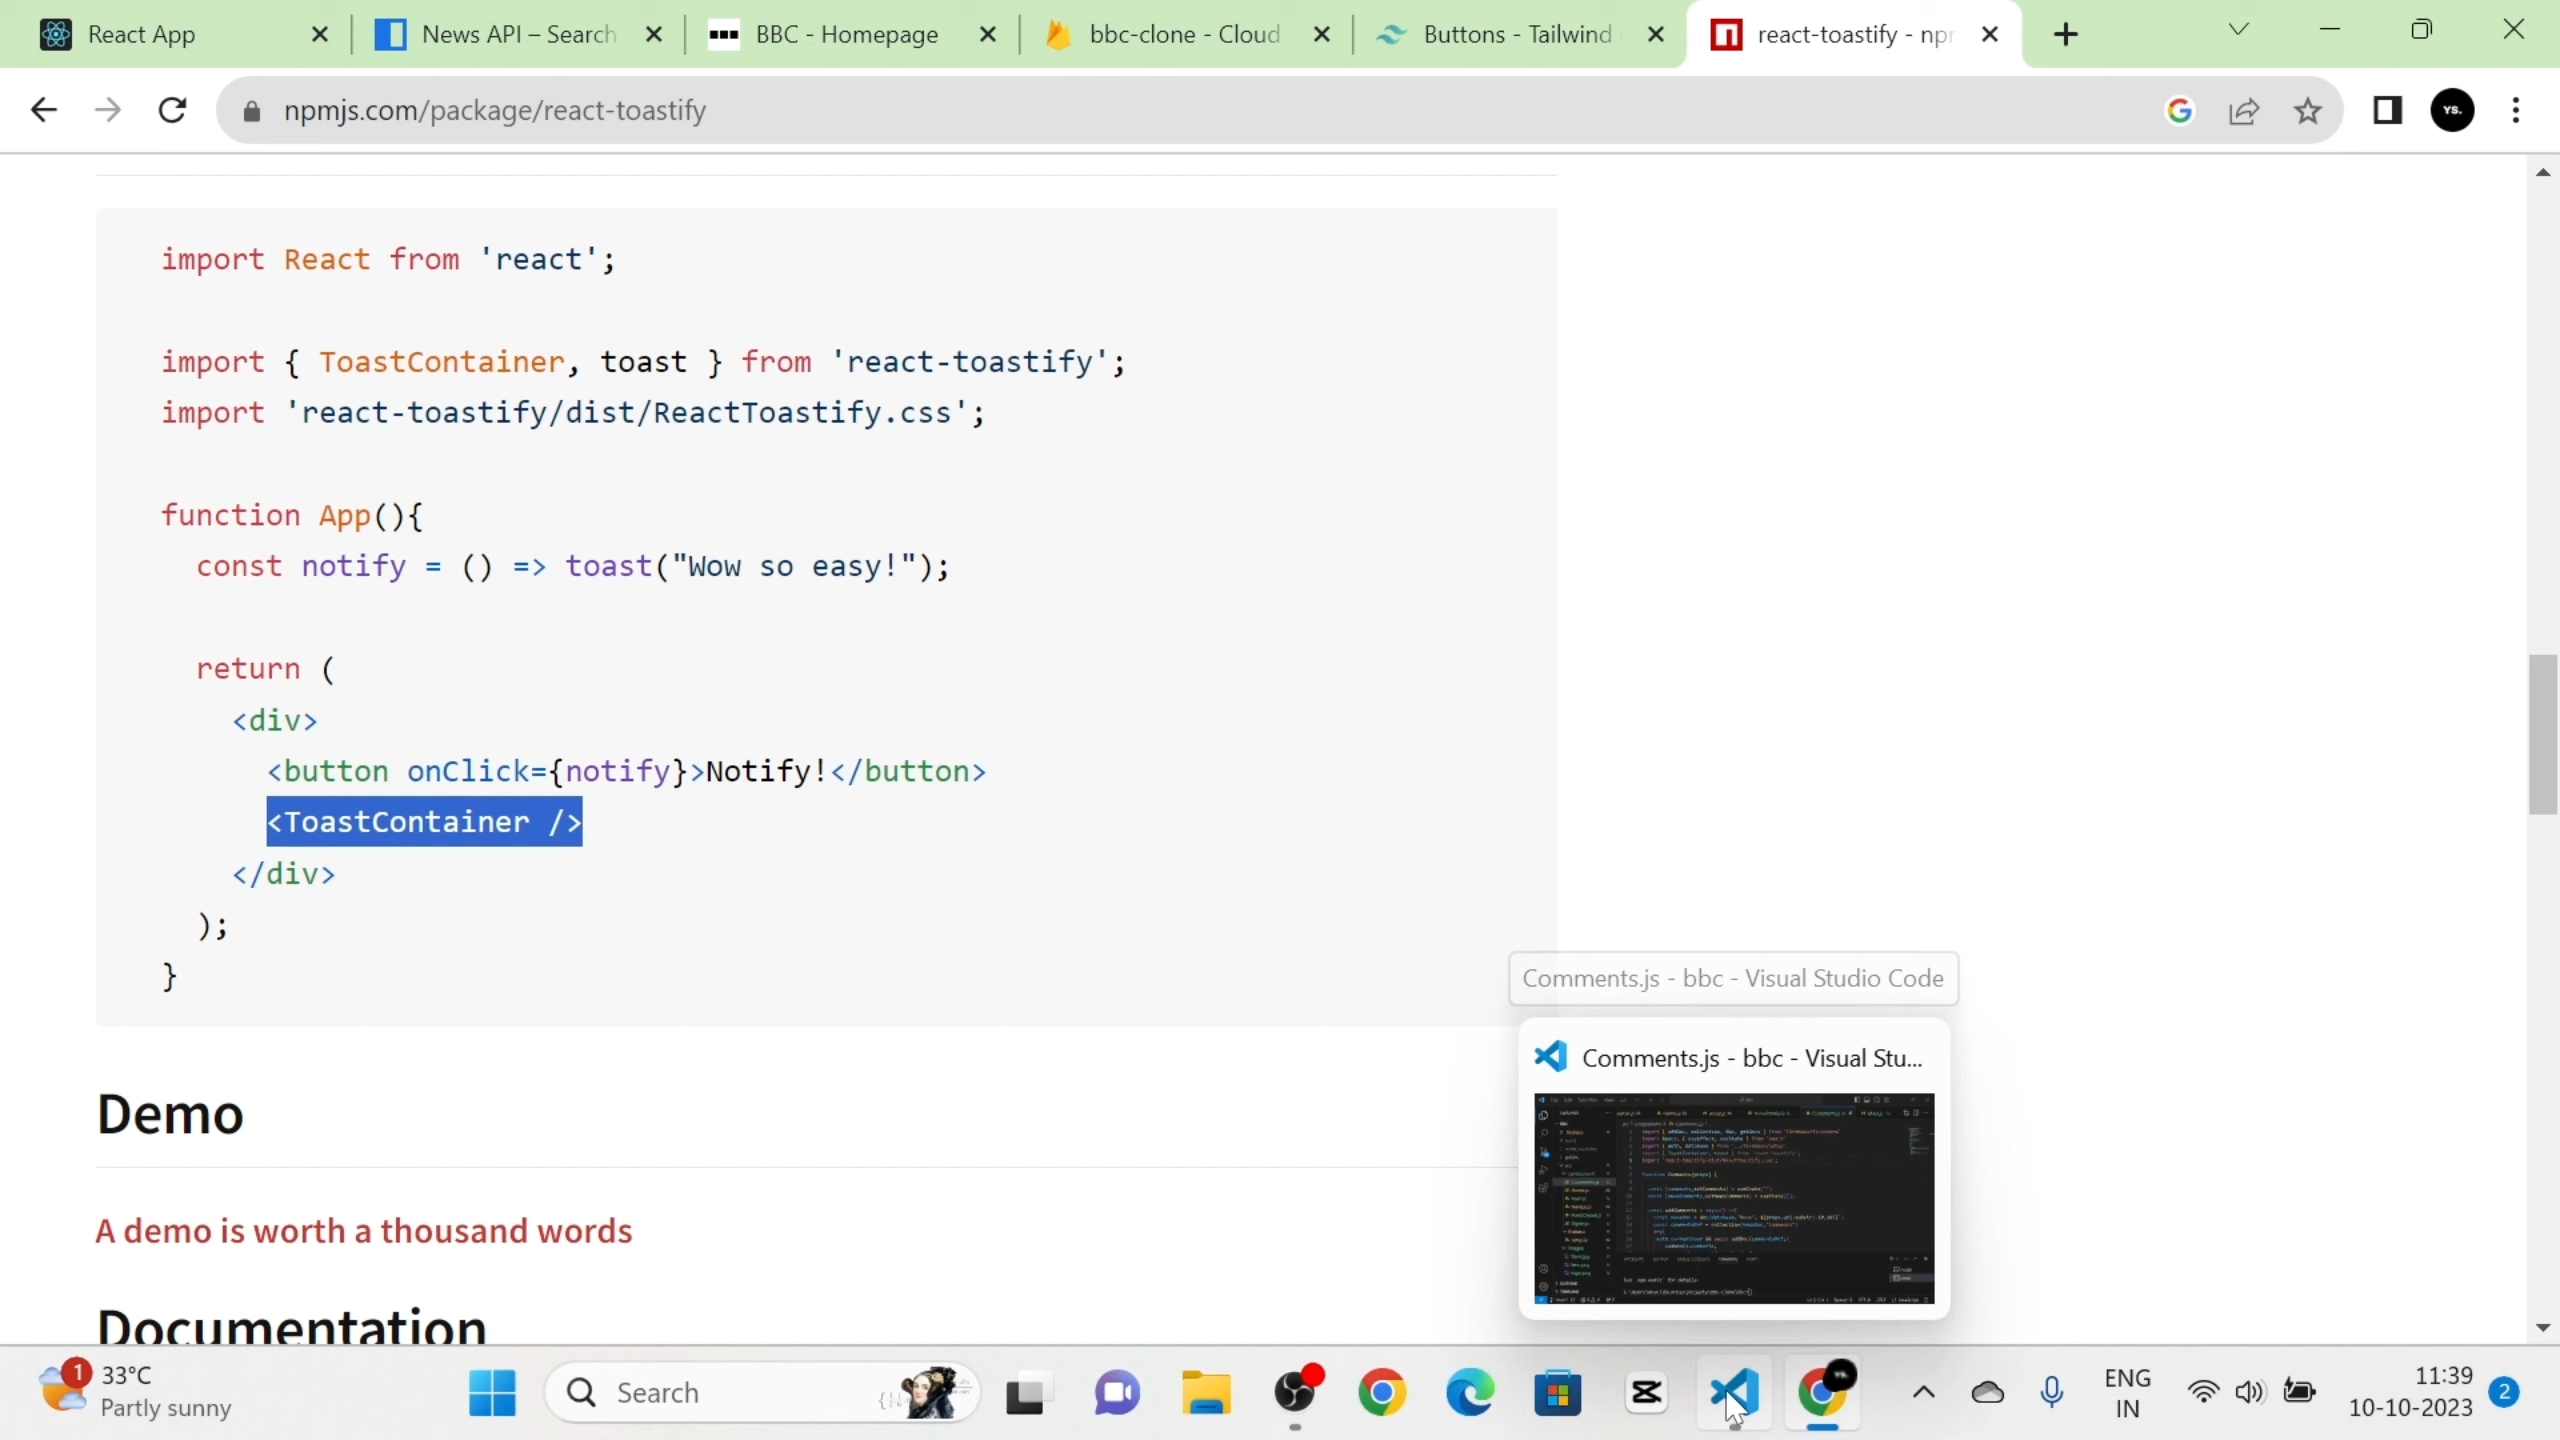 React App
News API – Search
BBC - Homepage
bbc-clone - Cloud
Buttons - Tailwind
react-toastify - npm
npmjs.com/package/react-toastify
YS.
import React from 'react';
import { ToastContainer, toast } from 'react-toastify';
import 'react-toastify/dist/ReactToastify.css';
function App(){
const notify = () => toast("Wow so easy!");
return (
<div>
<button onClick={notify}>Notify!</button>
<ToastContainer />
</div>
);
}
Comments.js - bbc - Visual Studio Code
Comments.js - bbc - Visual Stu...
Demo
A demo is worth a thousand words
Documentation
1
33°C
Partly sunny
Search
ENG
IN
11:39
10-10-2023
2